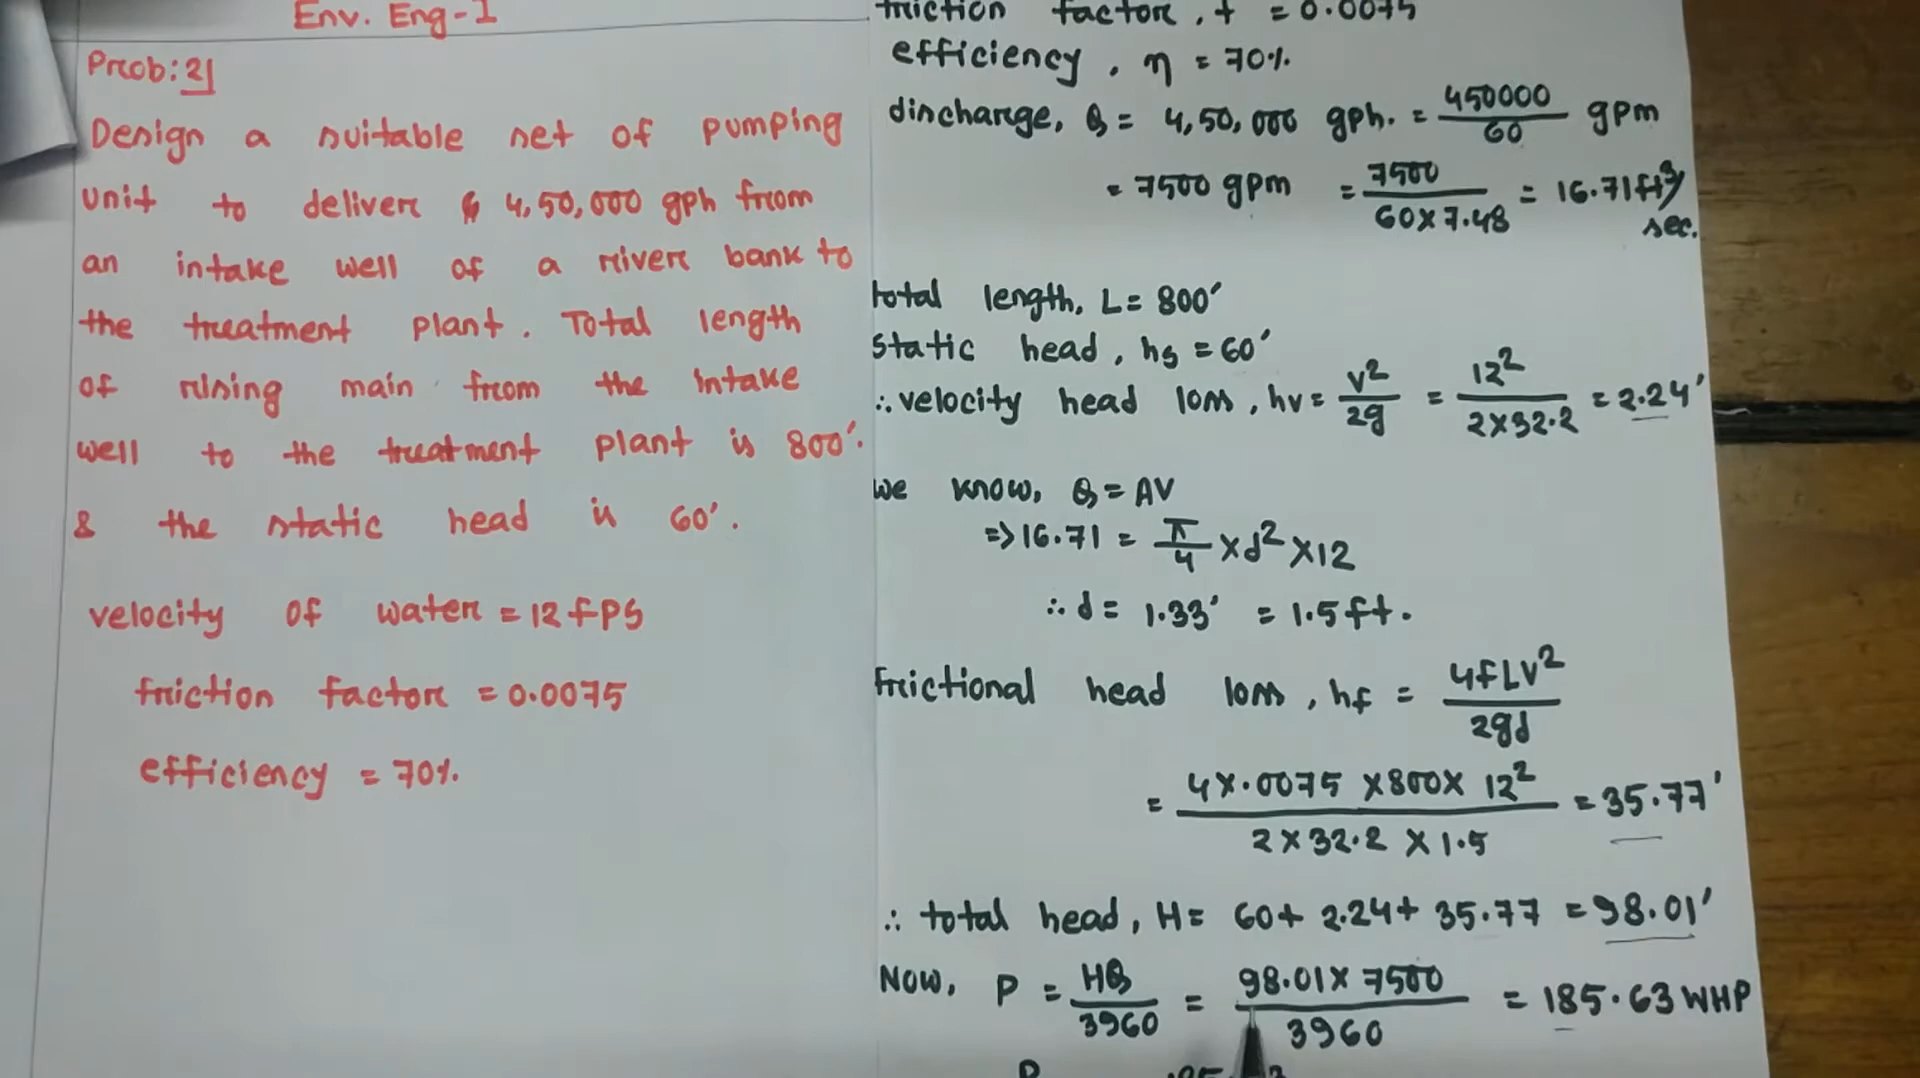 Env. Eng-I
Prob: 21
Design a suitable set of pumping
unit to deliver 4,50,000 gph from
an intake well of a river bank to
the treatment plant. Total length
of rising main from the intake
well to the treatment plant is 800'.
& the static head is 60'.
velocity of water = 12 fps
friction factor = 0.0075
efficiency = 70%
friction factor, f = 0.0075
efficiency, η = 70%.
discharge, Q = 4,50,000 gph. = 450000/60 gpm
= 7500 gpm = 7500/60×7.48 = 16.71 ft³/sec.
total length, L = 800'
static head, hs = 60'
∴ velocity head loss, hv = v²/2g = 12²/2×32.2 = 2.24'
we know, Q = AV
=> 16.71 = π/4 × d² × 12
∴ d = 1.33' = 1.5 ft.
frictional head loss, hf = 4fLv²/2gd
= 4×.0075×800×12²/2×32.2×1.5 = 35.77'
∴ total head, H = 60 + 2.24 + 35.77 = 98.01'
Now, P = HQ/3960 = 98.01×7500/3960 = 185.63 WHP